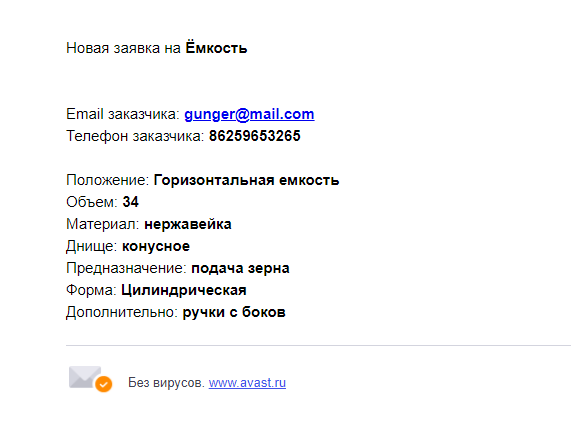 Новая заявка на Ёмкость
Email заказчика: gunger@mail.com
Телефон заказчика: 86259653265
Положение: Горизонтальная емкость
Объем: 34
Материал: нержавейка
Днище: конусное
Предназначение: подача зерна
Форма: Цилиндрическая
Дополнительно: ручки с боков
Без вирусов. www.avast.ru